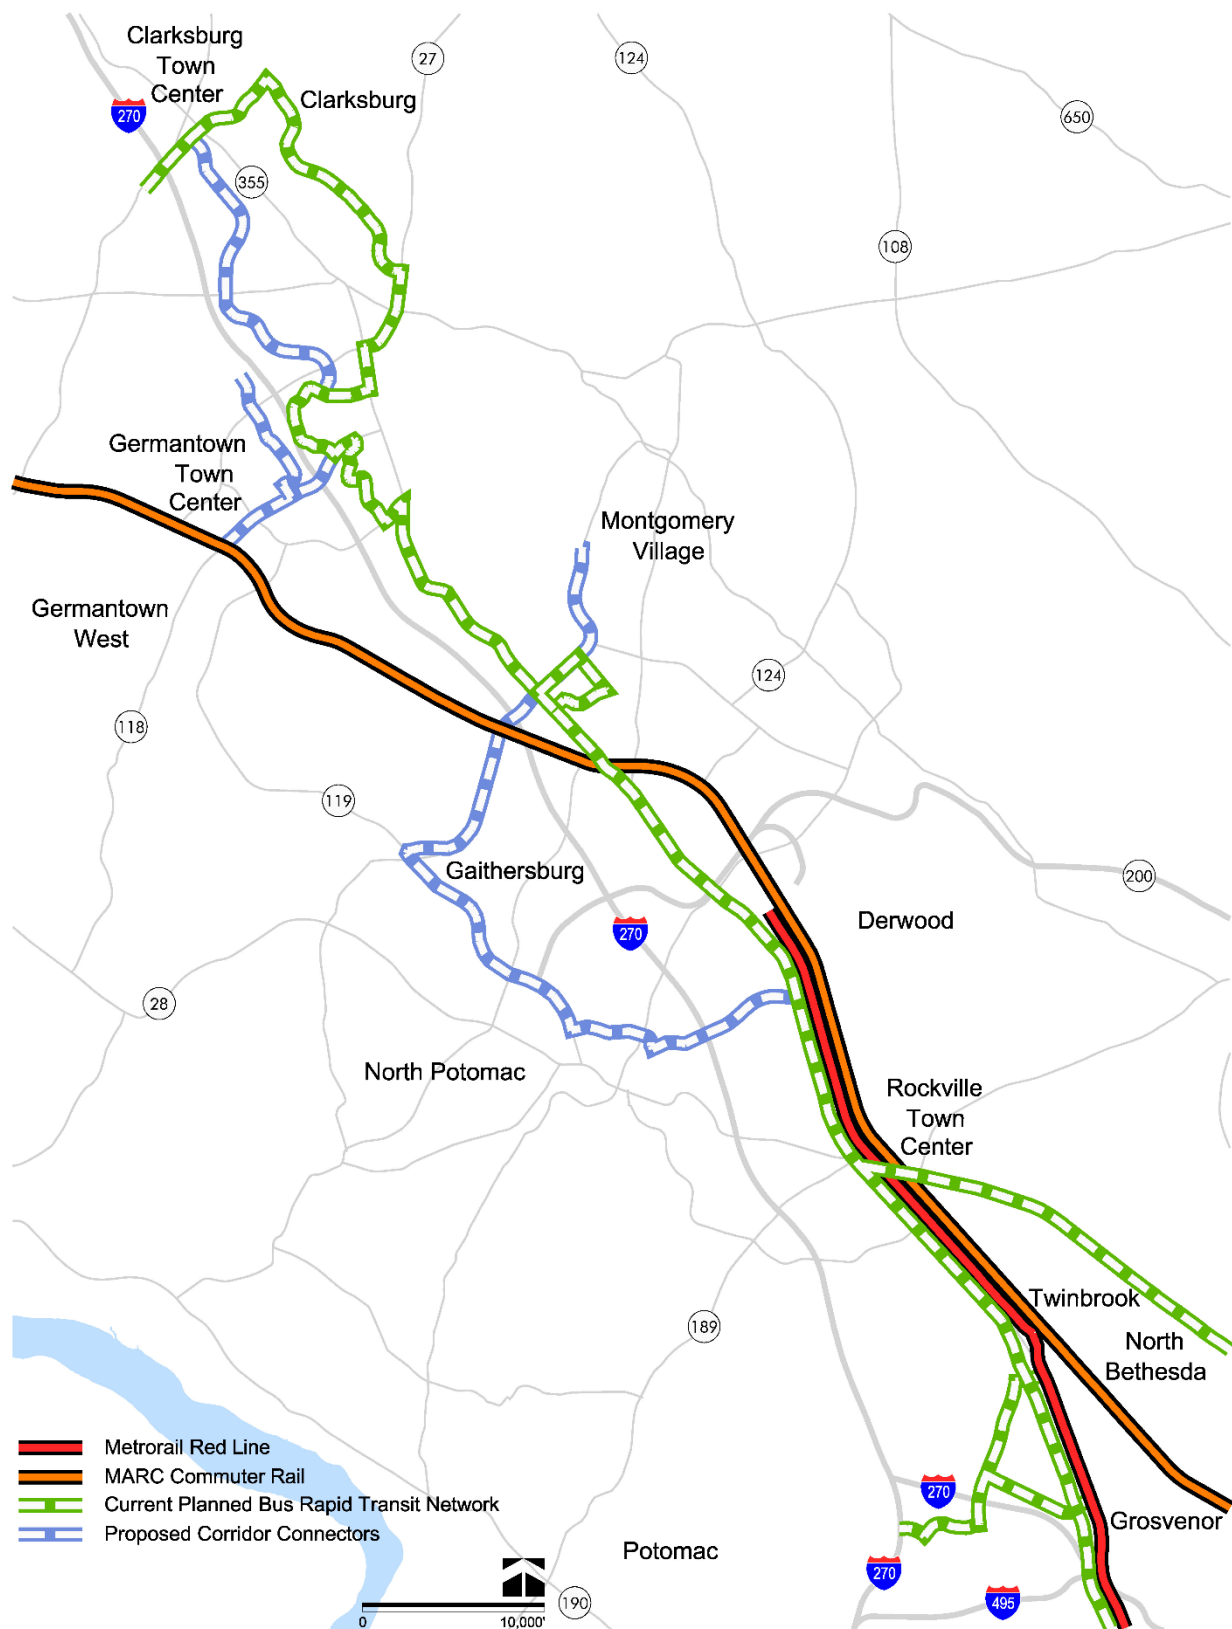 Clarksburg
Town
Center
27
124
270
Clarksburg
650
355
108
Germantown
Town
Center
Montgomery
Village
Germantown
West
124
118
119
Gaithersburg
200
Derwood
270
28
North Potomac
Rockville
Town
Center
Twinbrook
189
North
Bethesda
Metrorail Red Line
MARC Commuter Rail
Current Planned Bus Rapid Transit Network
Proposed Corridor Connectors
270
Grosvenor
Potomac
270
495
190
0
10,000'